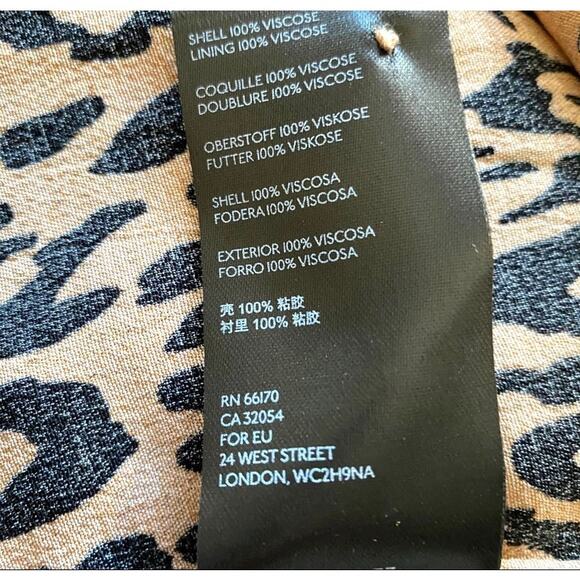 SHELL 100% VISCOSE
LINING 100% VISCOSE
COQUILLE 100% VISCOSE
DOUBLURE 100% VISCOSE
OBERSTOFF 100% VISKOSE
FUTTER 100% VISKOSE
SHELL 100% VISCOSA
FODERA 100% VISCOSA
EXTERIOR 100% VISCOSA
FORRO 100% VISCOSA
壳 100% 粘胶
衬里 100% 粘胶
RN 66170
CA 32054
FOR EU
24 WEST STREET
LONDON, WC2H9NA